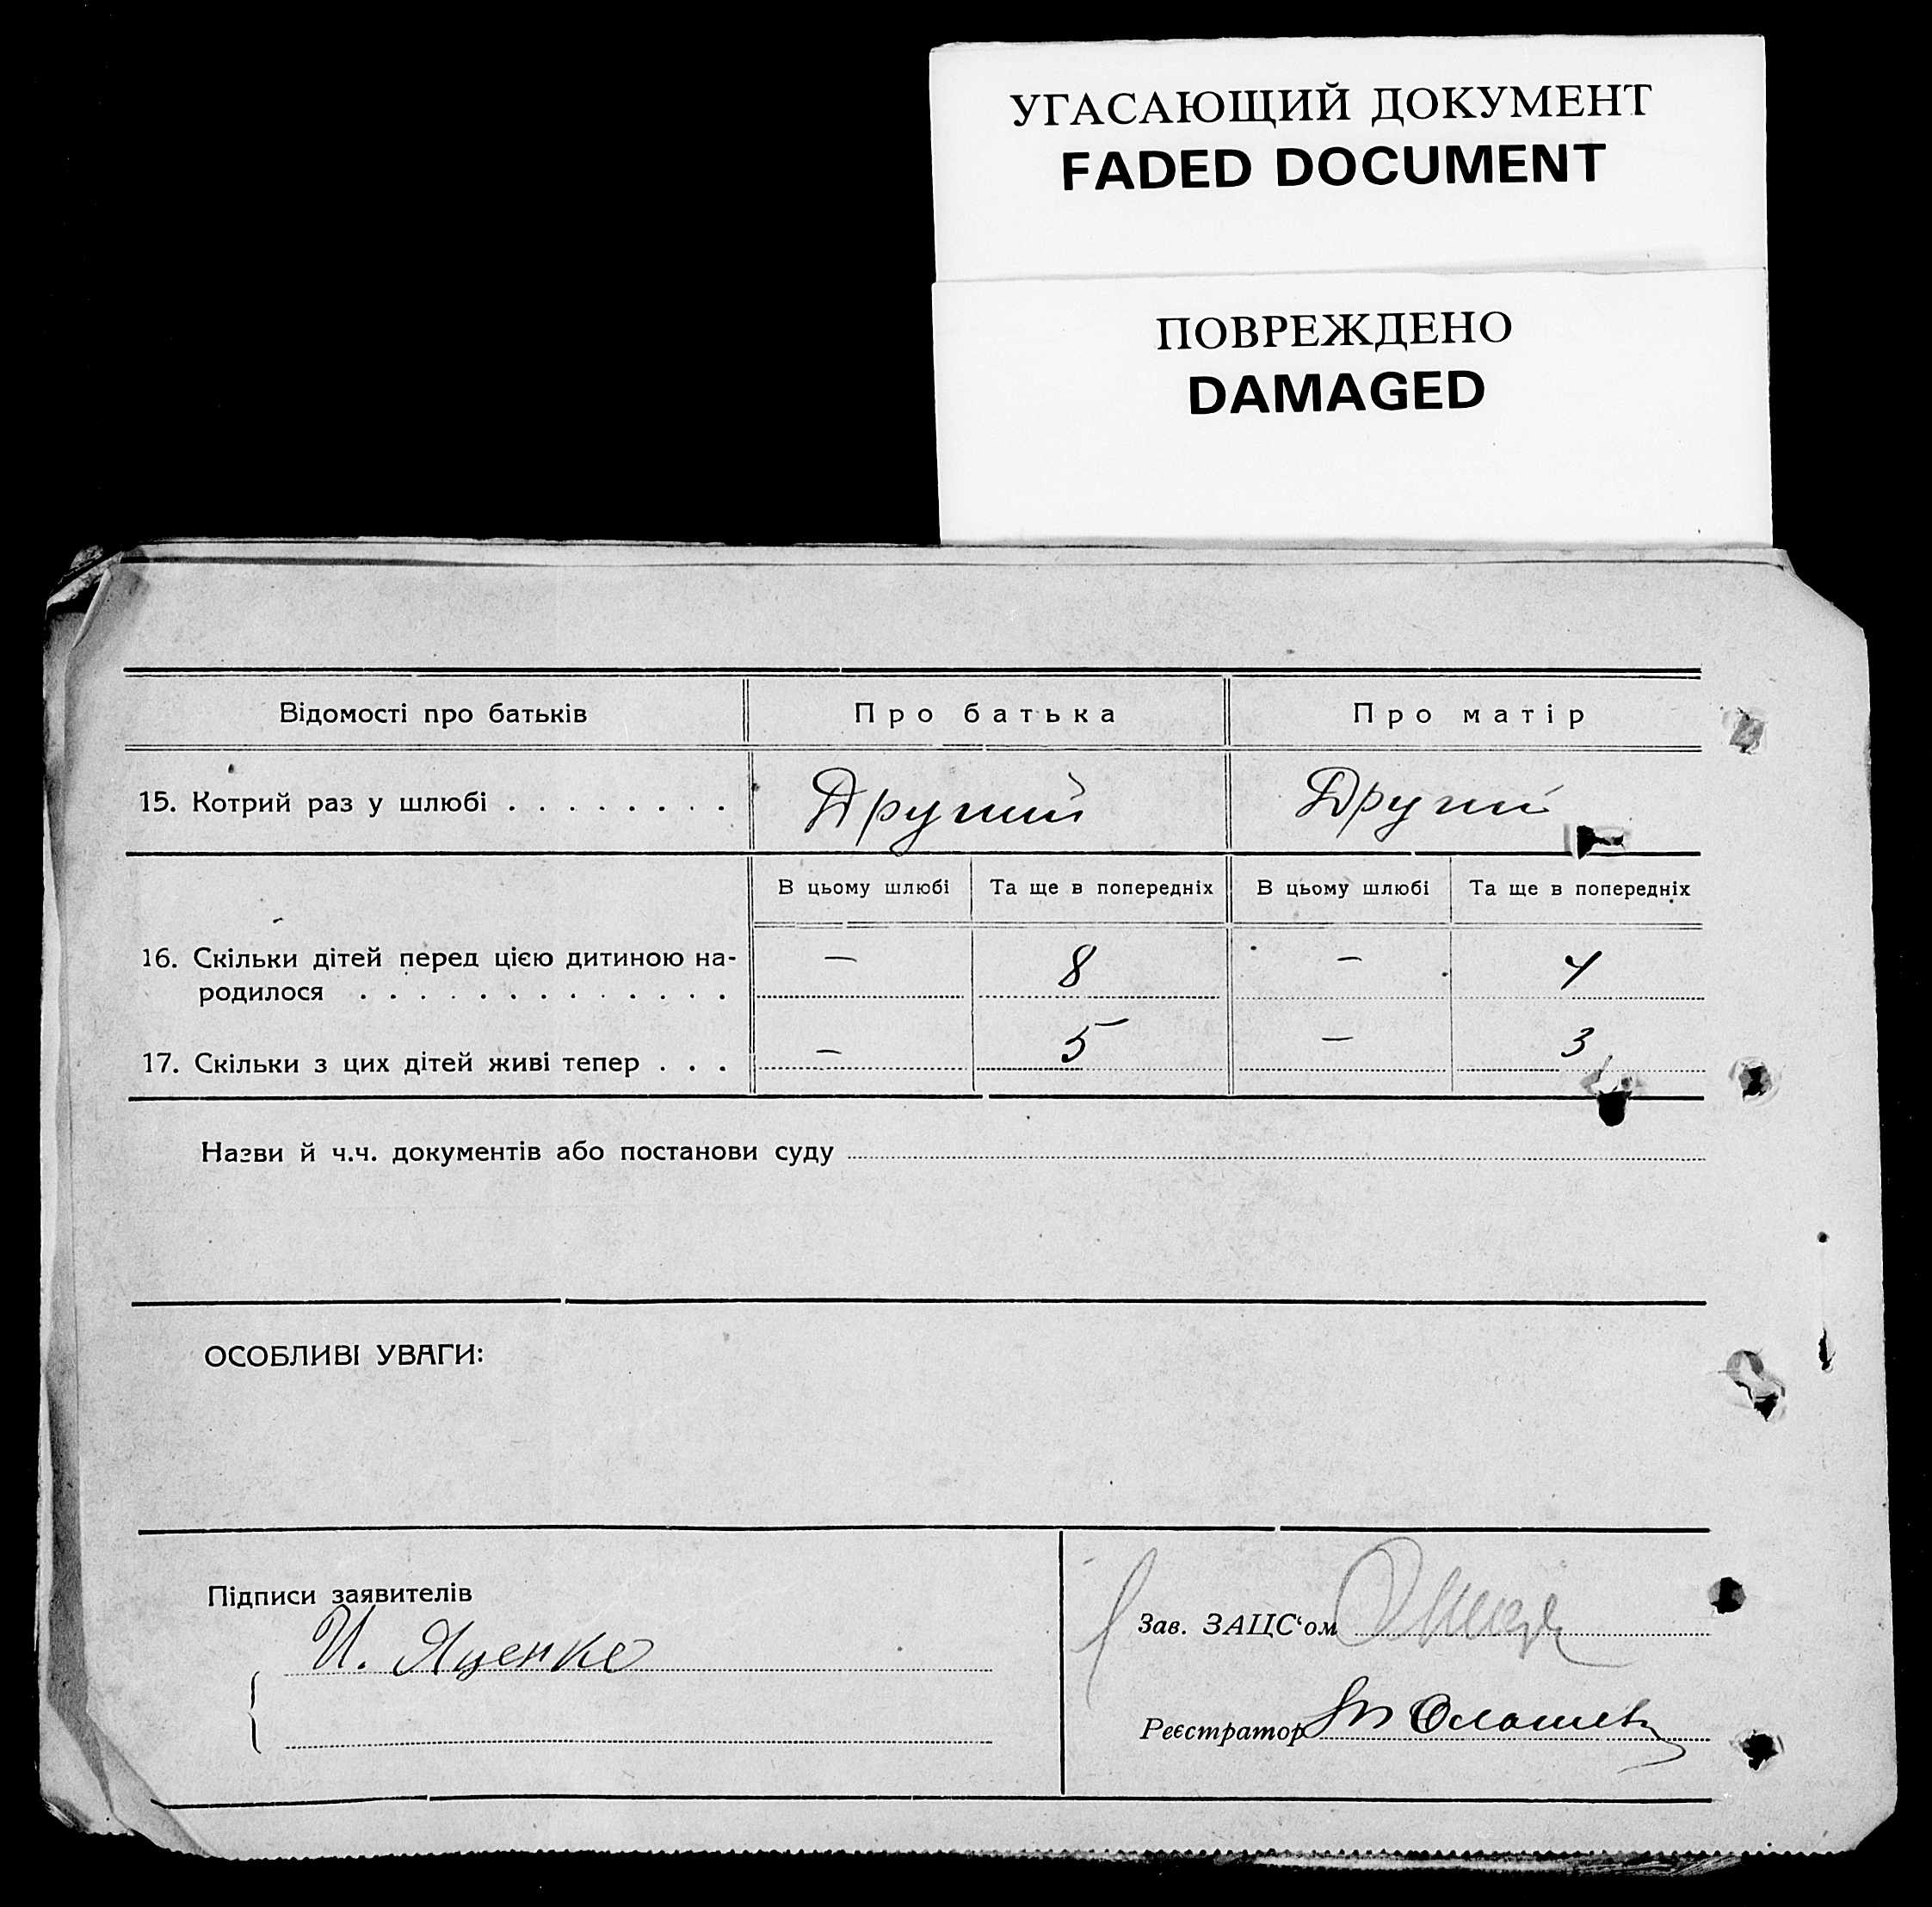 УГАСАЮЩИЙ ДОКУМЕНТ
FADED DOCUMENT
ПОВРЕЖДЕНО
DAMAGED
Відомості про батьків Про батька Про матір
15. Котрий раз у шлюбі . . . . . . . . Другий Другий
В цьому шлюбі Та ще в попередніх В цьому шлюбі Та ще в попередніх
16. Скільки дітей перед цією дитиною на-
родилося . . . . . . . . . . . . . — 8 — 4
17. Скільки з цих дітей живі тепер . . . — 5 — 3
Назви й ч.ч. документів або постанови суду
ОСОБЛИВІ УВАГИ:
Підписи заявителів
И. Яценко
Зав. ЗАЦС‘ом
Реєстратор